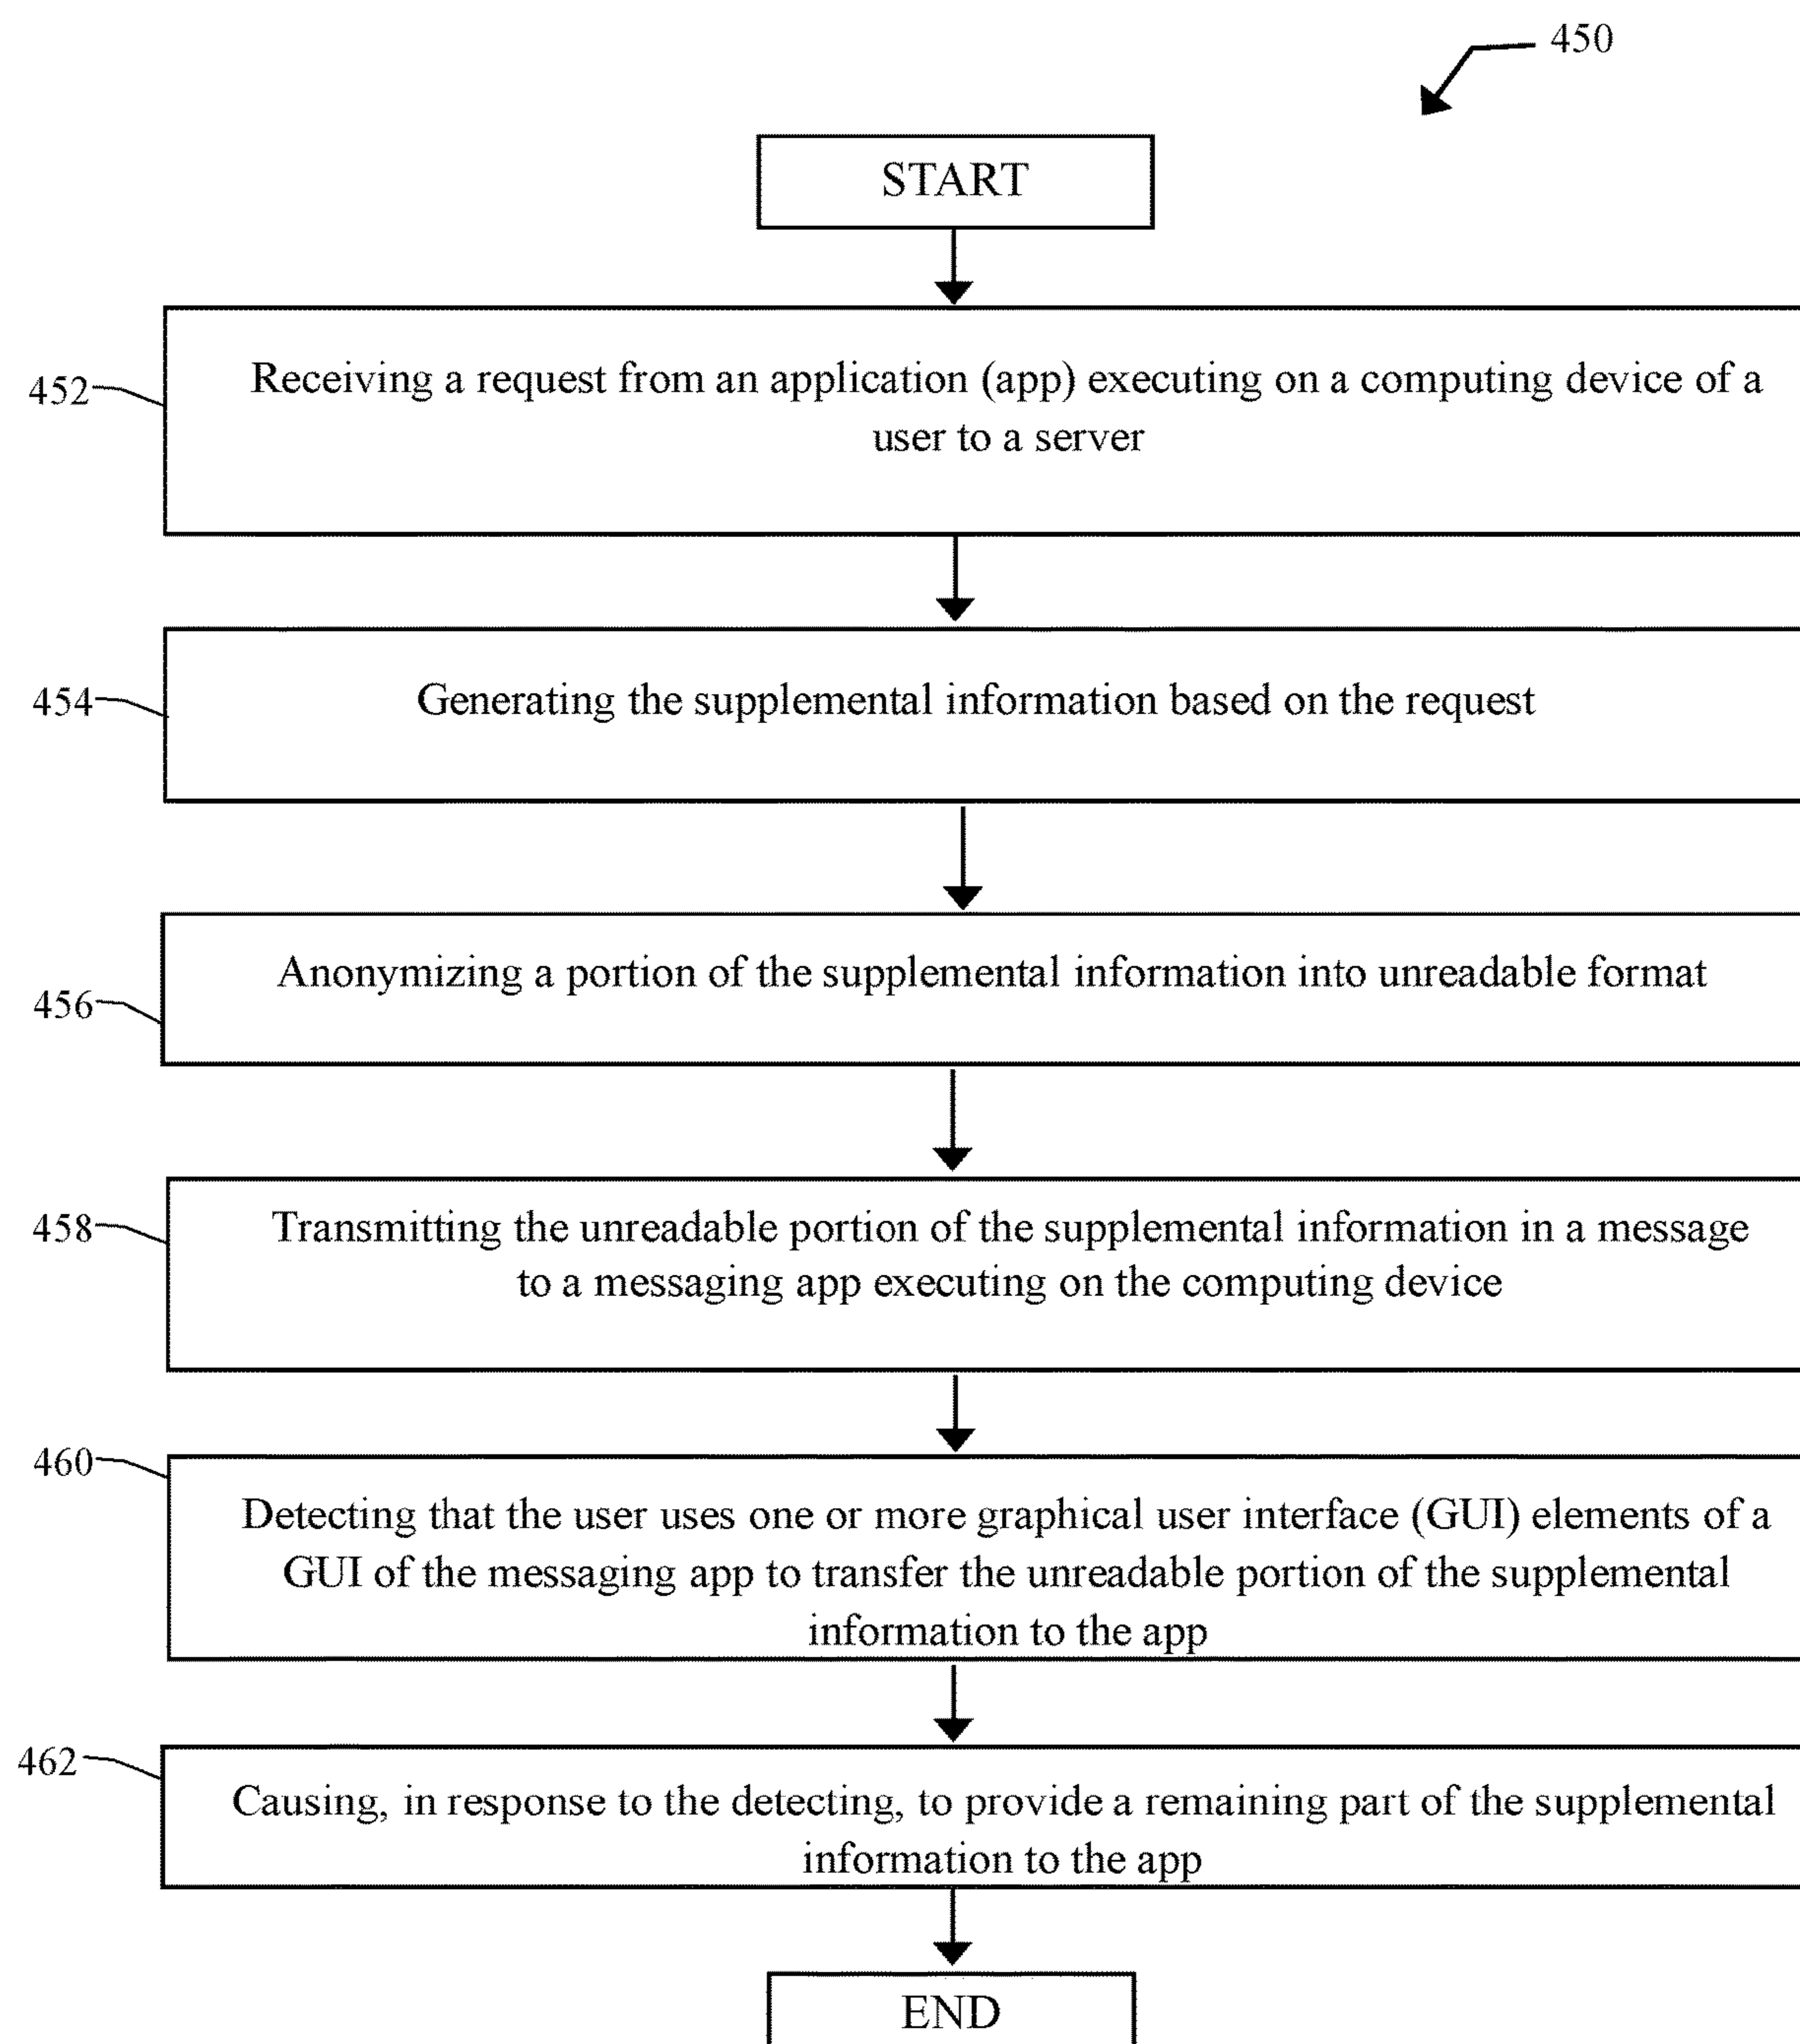 450
START
452
Receiving a request from an application (app) executing on a computing device of a
user to a server
454
Generating the supplemental information based on the request
456
Anonymizing a portion of the supplemental information into unreadable format
458
Transmitting the unreadable portion of the supplemental information in a message
to a messaging app executing on the computing device
460
Detecting that the user uses one or more graphical user interface (GUI) elements of a
GUI of the messaging app to transfer the unreadable portion of the supplemental
information to the app
462
Causing, in response to the detecting, to provide a remaining part of the supplemental
information to the app
END